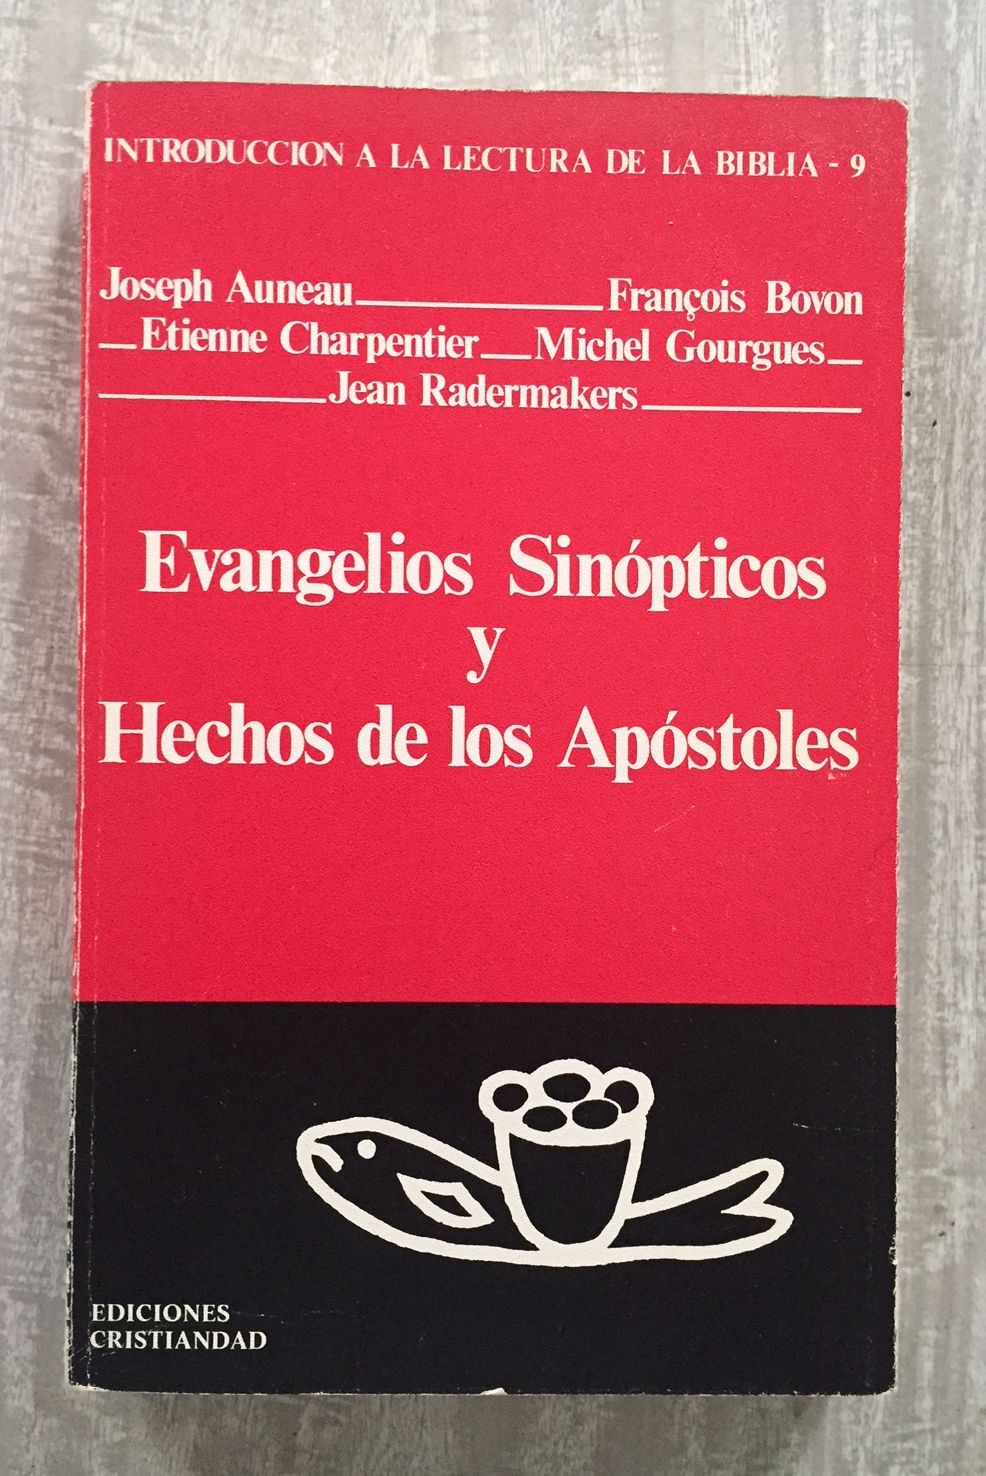 INTRODUCCION A LA LECTURA DE LA BIBLIA - 9
Joseph Auneau François Bovon
Etienne Charpentier Michel Gourgues
Jean Radermakers
Evangelios Sinópticos
y
Hechos de los Apóstoles
EDICIONES
CRISTIANDAD